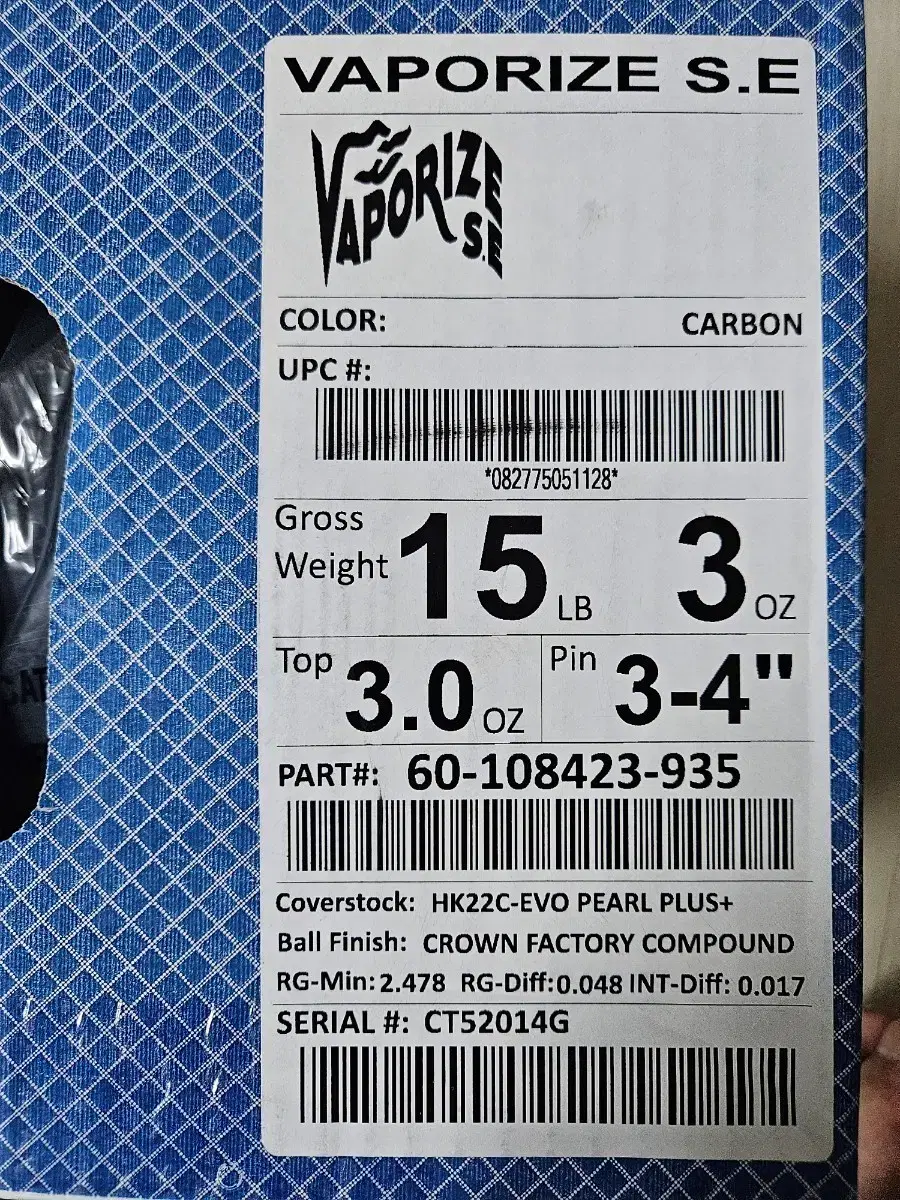 VAPORIZE S.E
VAPORIZE
S.E
COLOR: CARBON
UPC #:
*082775051128*
Gross
Weight 15 LB 3 OZ
Top 3.0 OZ Pin 3-4"
PART#: 60-108423-935
Coverstock: HK22C-EVO PEARL PLUS+
Ball Finish: CROWN FACTORY COMPOUND
RG-Min: 2.478 RG-Diff: 0.048 INT-Diff: 0.017
SERIAL #: CT52014G